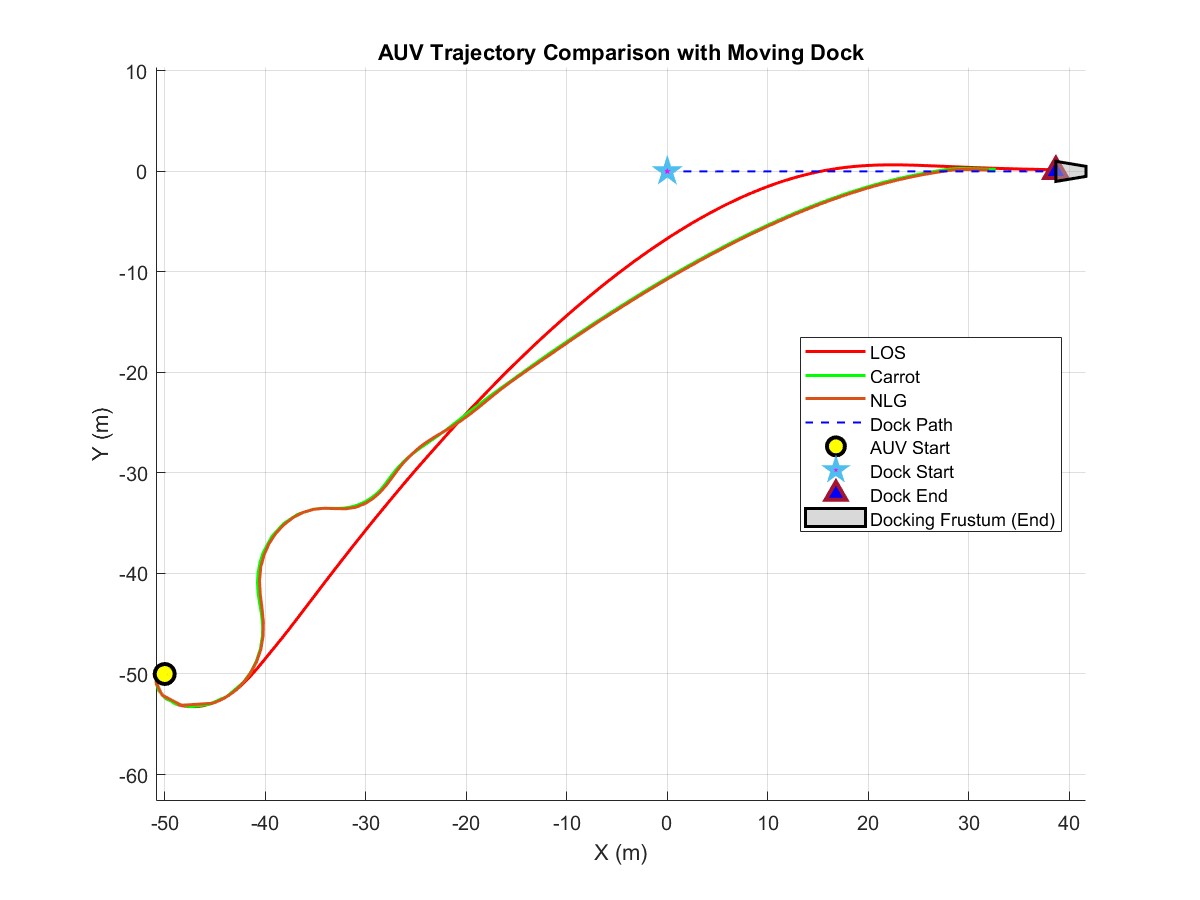 AUV Trajectory Comparison with Moving Dock
10
0
-10
-20
-30
-40
-50
-60
Y (m)
LOS
Carrot
NLG
Dock Path
AUV Start
Dock Start
Dock End
Docking Frustum (End)
-50 -40 -30 -20 -10 0 10 20 30 40
X (m)